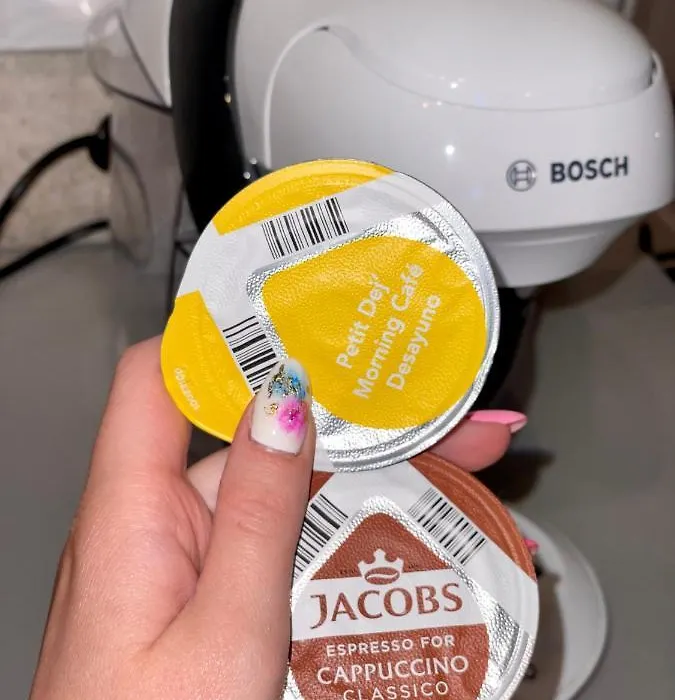 BOSCH
Petit Dej'
Morning Café
Desayuno
JACOBS
ESPRESSO FOR
CAPPUCCINO
CLASSICO